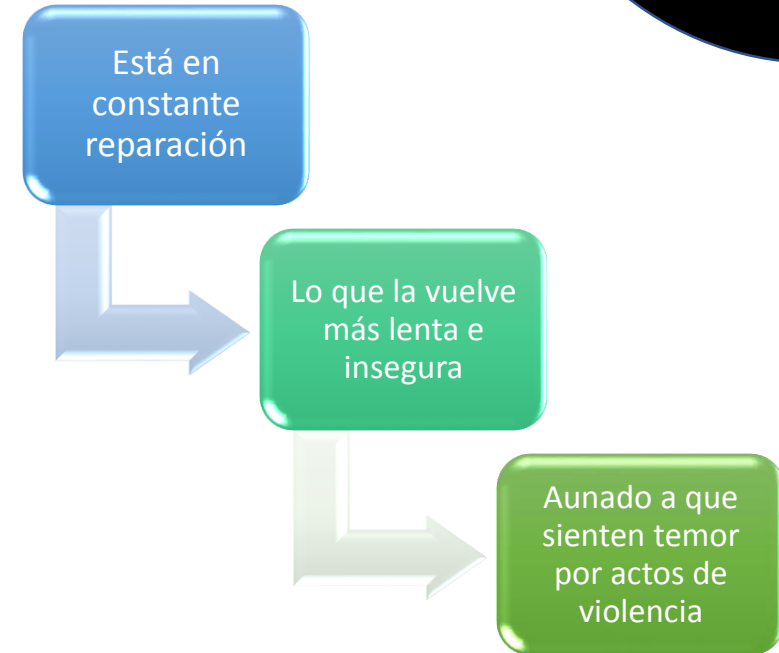 Está en
constante
reparación
Lo que la vuelve
más lenta e
insegura
Aunado a que
sienten temor
por actos de
violencia